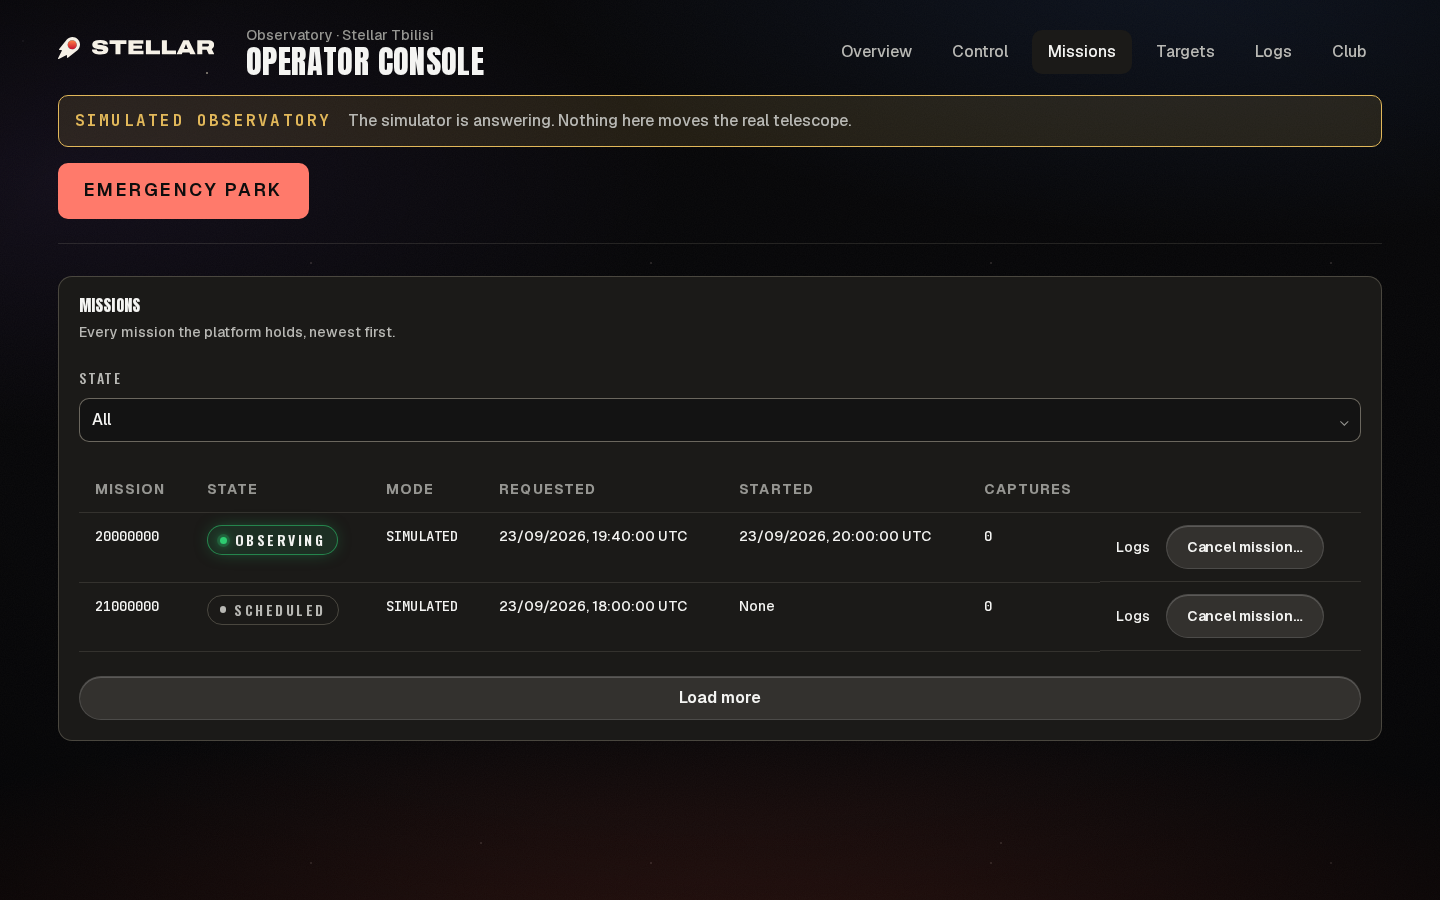 STELLAR
Observatory · Stellar Tbilisi
OPERATOR CONSOLE
Overview Control Missions Targets Logs Club
SIMULATED OBSERVATORY The simulator is answering. Nothing here moves the real telescope.
EMERGENCY PARK
MISSIONS
Every mission the platform holds, newest first.
STATE
All
MISSION STATE MODE REQUESTED STARTED CAPTURES
20000000 OBSERVING SIMULATED 23/09/2026, 19:40:00 UTC 23/09/2026, 20:00:00 UTC 0 Logs Cancel mission...
21000000 SCHEDULED SIMULATED 23/09/2026, 18:00:00 UTC None 0 Logs Cancel mission...
Load more